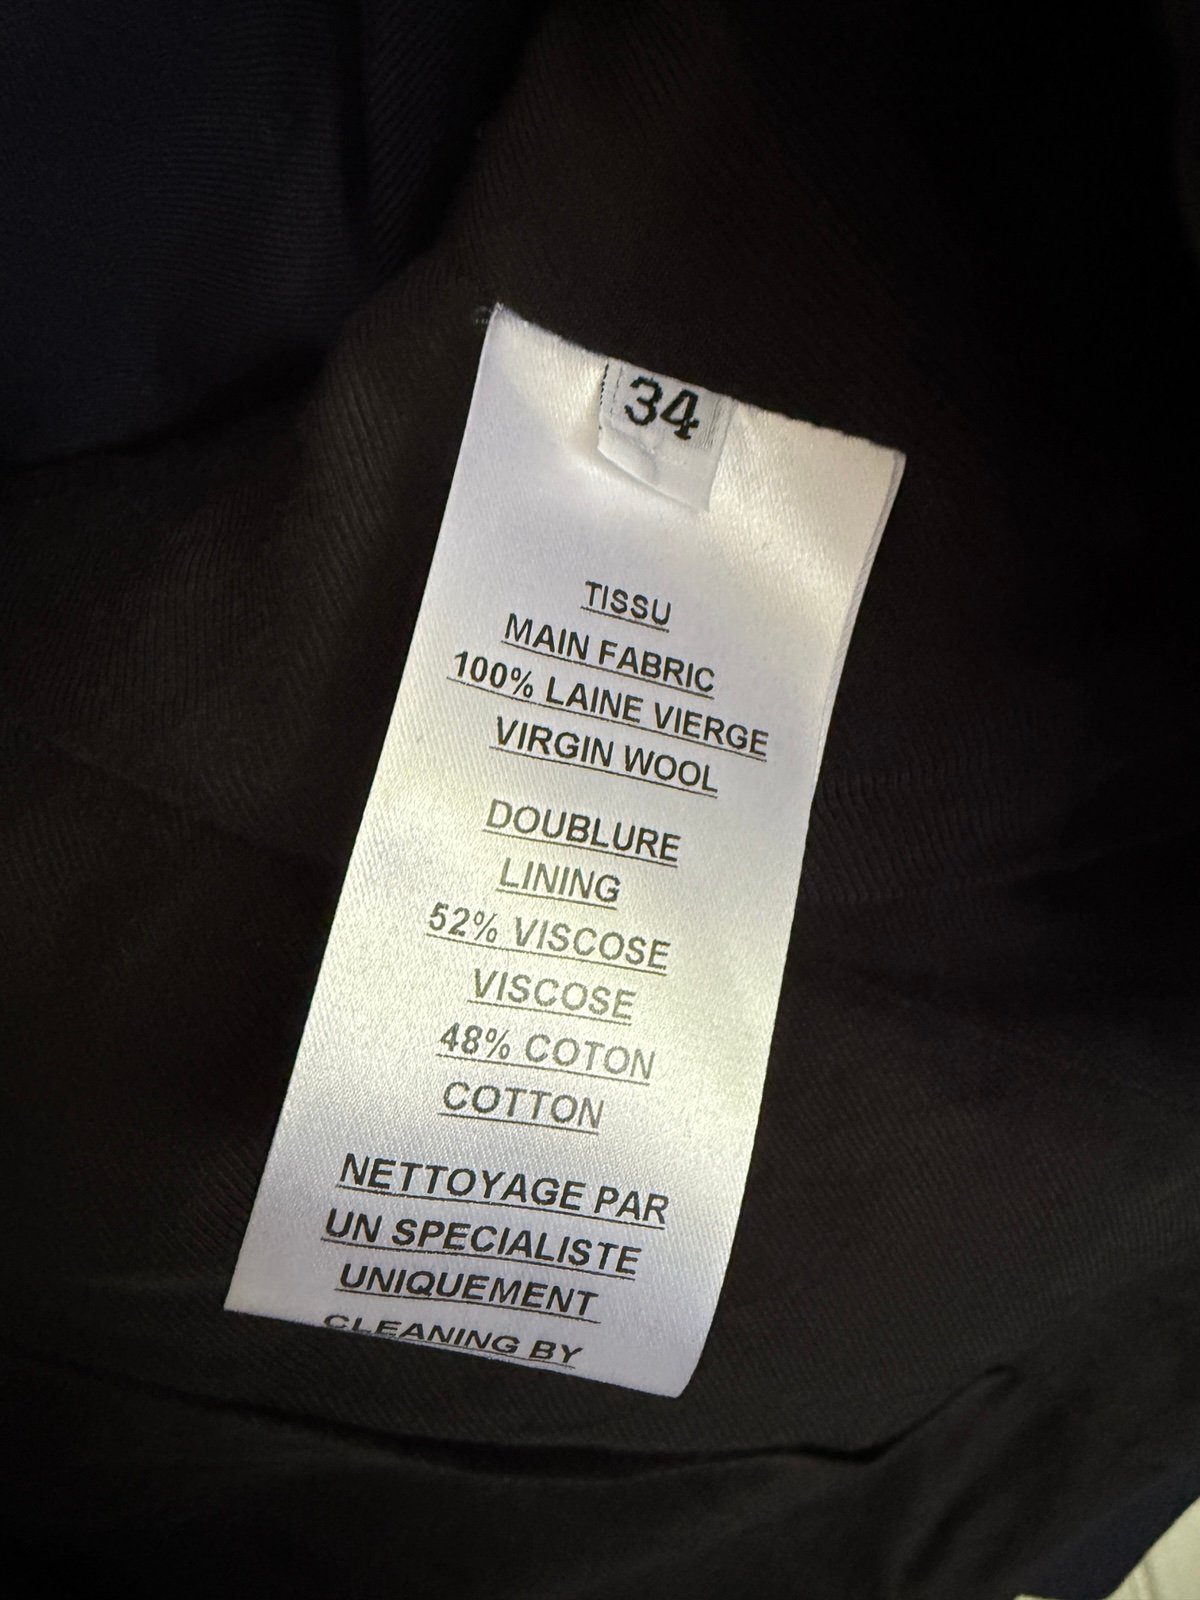 34
TISSU
MAIN FABRIC
100% LAINE VIERGE
VIRGIN WOOL
DOUBLURE
LINING
52% VISCOSE
VISCOSE
48% COTON
COTTON
NETTOYAGE PAR
UN SPECIALISTE
UNIQUEMENT
CLEANING BY